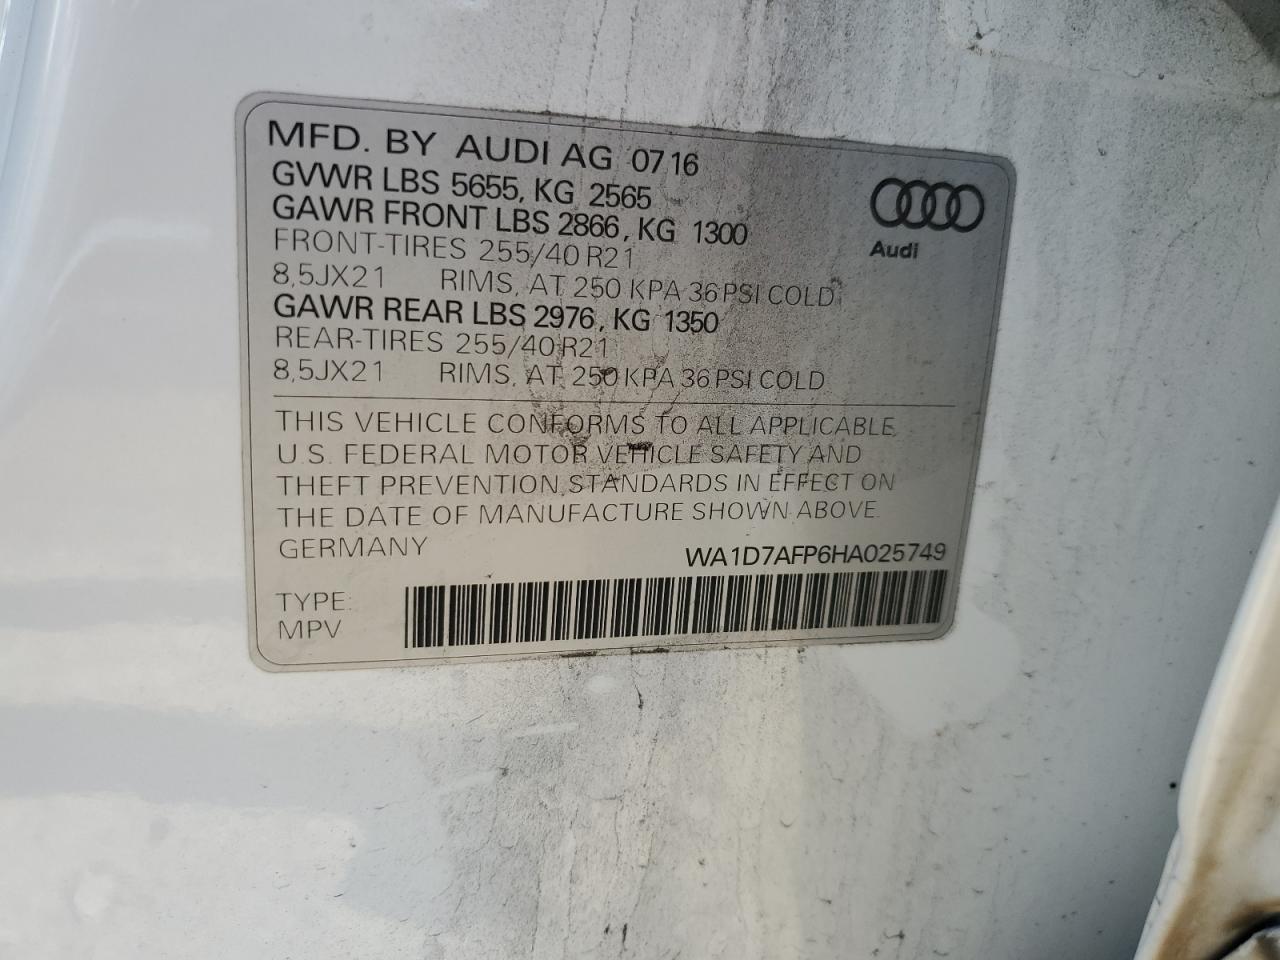 MFD. BY AUDI AG 07 16
GVWR LBS 5655, KG 2565
GAWR FRONT LBS 2866, KG 1300
FRONT-TIRES 255/40 R21
8,5JX21 RIMS, AT 250 KPA 36 PSI COLD
GAWR REAR LBS 2976, KG 1350
REAR-TIRES 255/40 R21
8,5JX21 RIMS, AT 250 KPA 36 PSI COLD
Audi
THIS VEHICLE CONFORMS TO ALL APPLICABLE
U.S. FEDERAL MOTOR VEHICLE SAFETY AND
THEFT PREVENTION STANDARDS IN EFFECT ON
THE DATE OF MANUFACTURE SHOWN ABOVE.
GERMANY WA1D7AFP6HA025749
TYPE:
MPV